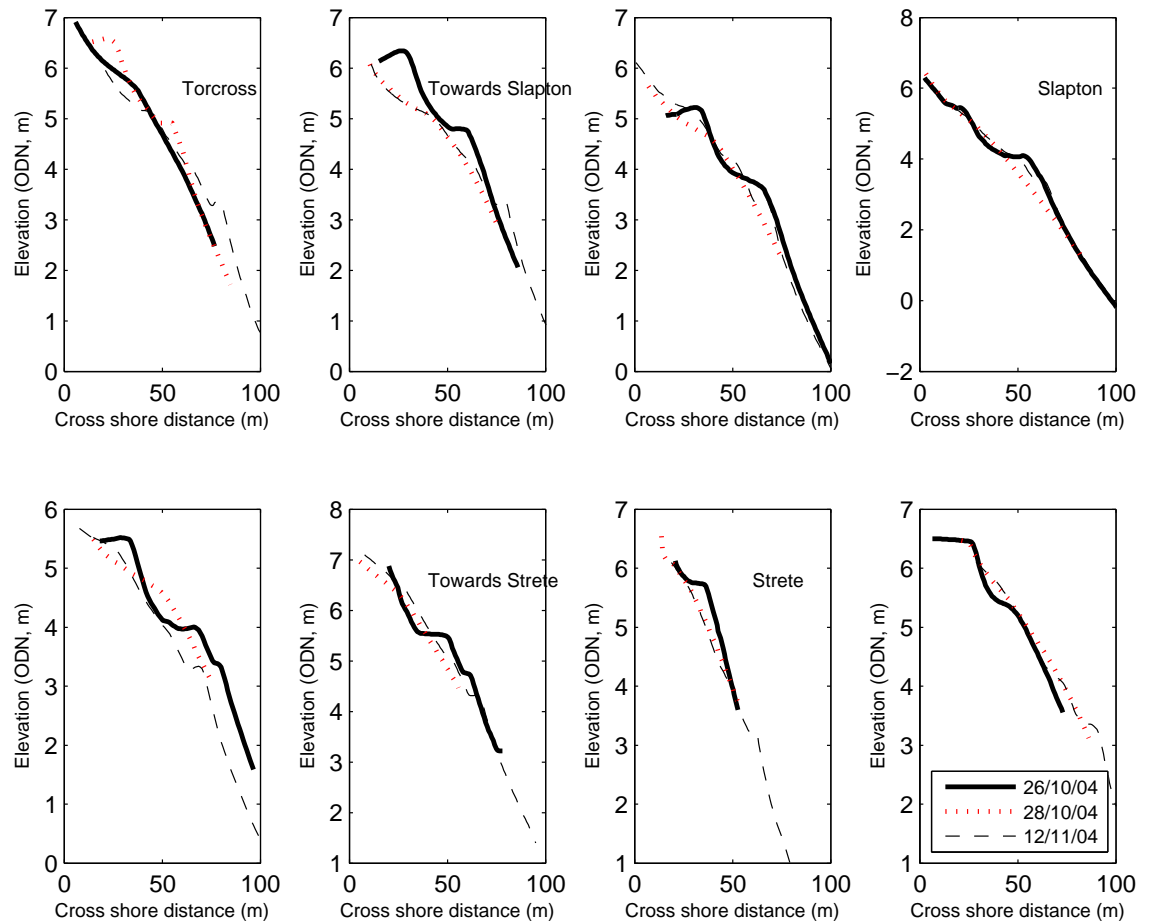 7
6
5
4
3
2
1
0
0 50 100
Elevation (ODN, m)
Cross shore distance (m)
Torcross
7
6
5
4
3
2
1
0
0 50 100
Elevation (ODN, m)
Cross shore distance (m)
Towards Slapton
7
6
5
4
3
2
1
0
0 50 100
Elevation (ODN, m)
Cross shore distance (m)
8
6
4
2
0
−2
0 50 100
Elevation (ODN, m)
Cross shore distance (m)
Slapton
6
5
4
3
2
1
0
0 50 100
Elevation (ODN, m)
Cross shore distance (m)
8
7
6
5
4
3
2
1
0 50 100
Elevation (ODN, m)
Cross shore distance (m)
Towards Strete
7
6
5
4
3
2
1
0 50 100
Elevation (ODN, m)
Cross shore distance (m)
Strete
7
6
5
4
3
2
1
0 50 100
Elevation (ODN, m)
Cross shore distance (m)
26/10/04
28/10/04
12/11/04